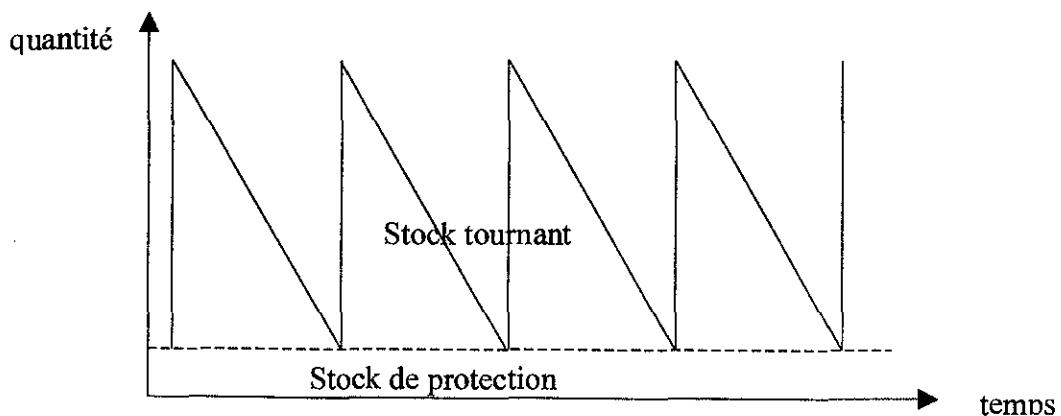 quantité
Stock tournant
Stock de protection
temps